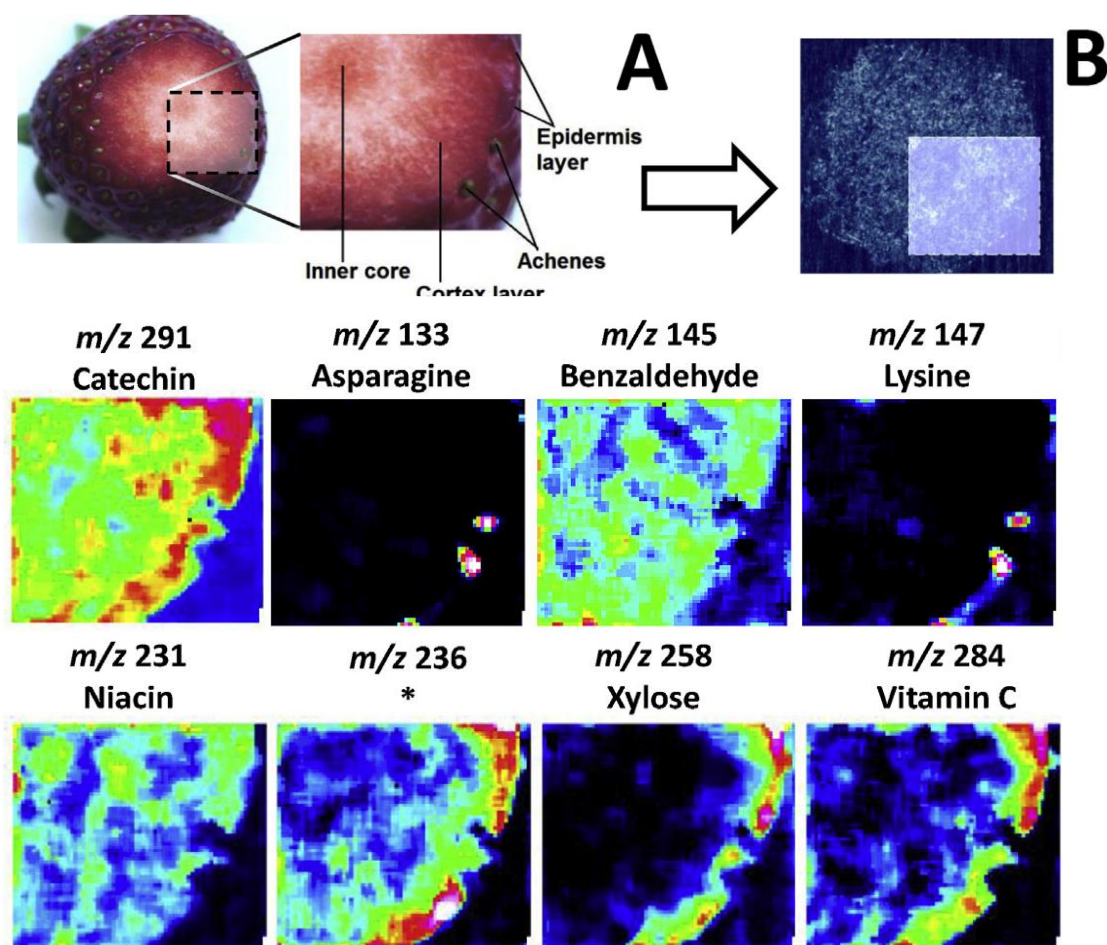 A
B
Epidermis
layer
Achenes
Inner core
Cortex layer
m/z 291
Catechin
m/z 133
Asparagine
m/z 145
Benzaldehyde
m/z 147
Lysine
m/z 231
Niacin
m/z 236
*
m/z 258
Xylose
m/z 284
Vitamin C